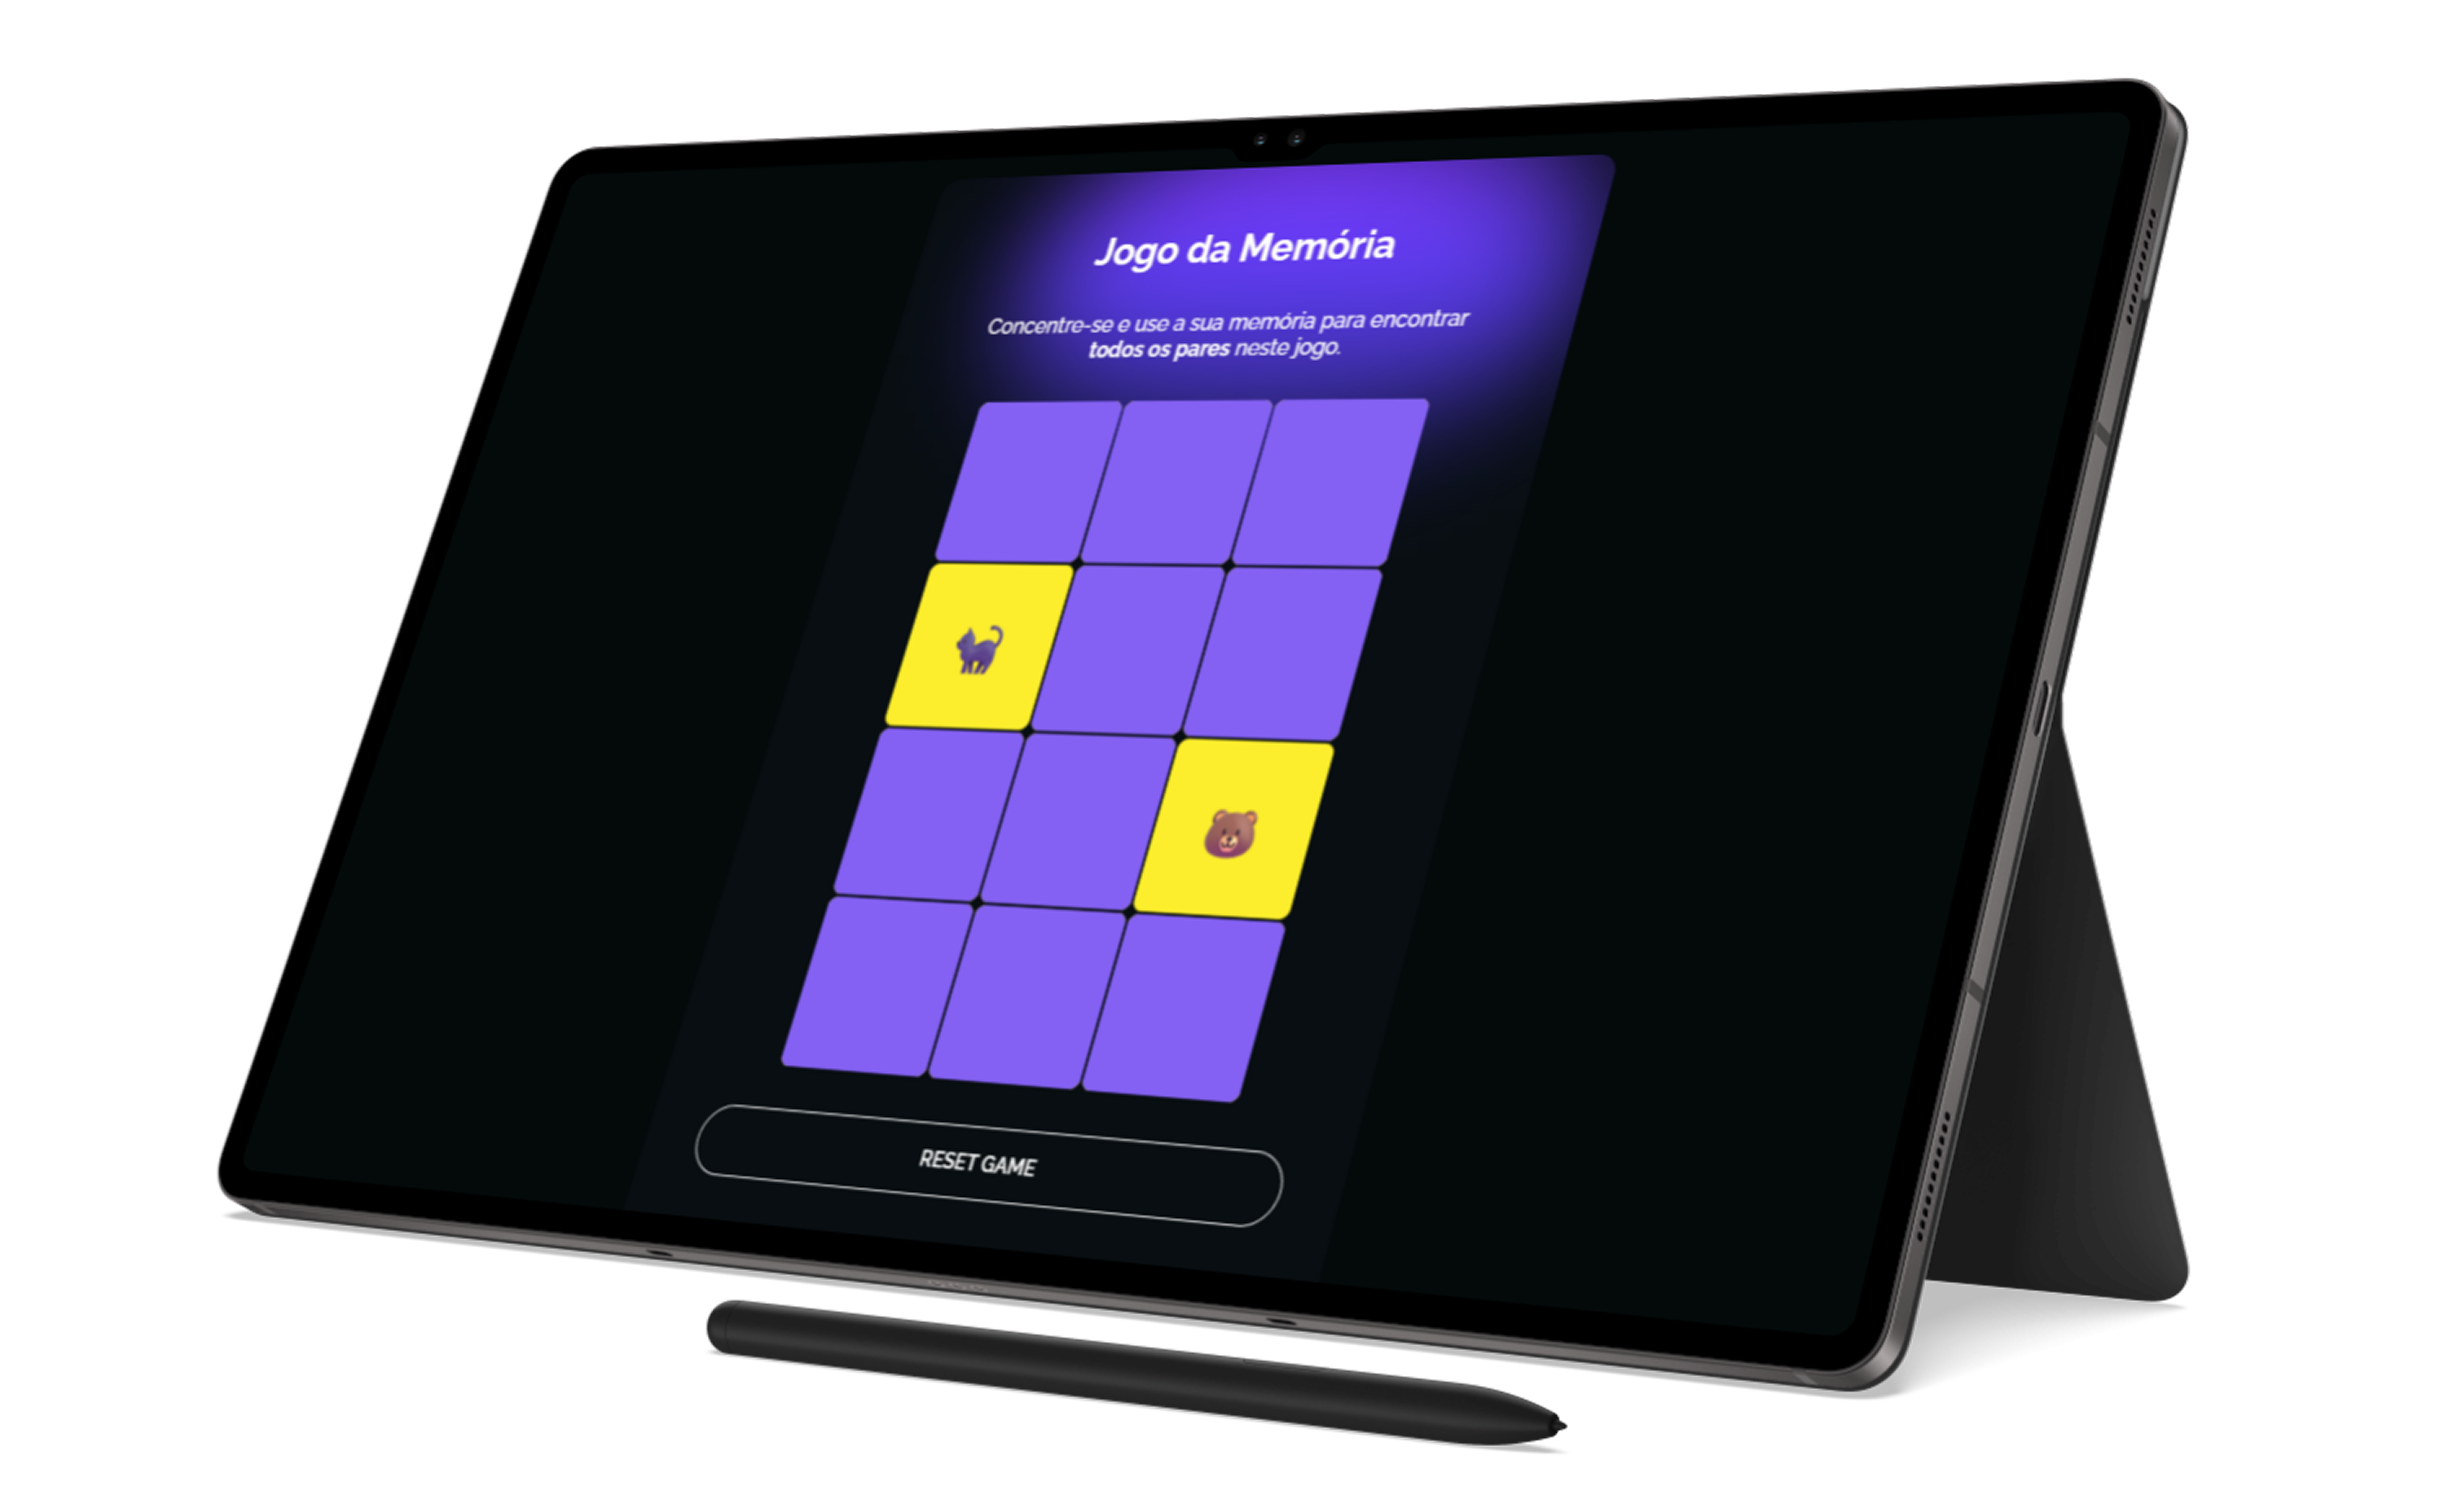 Jogo da Memória
Concentre-se e use a sua memória para encontrar
todos os pares neste jogo.
RESET GAME